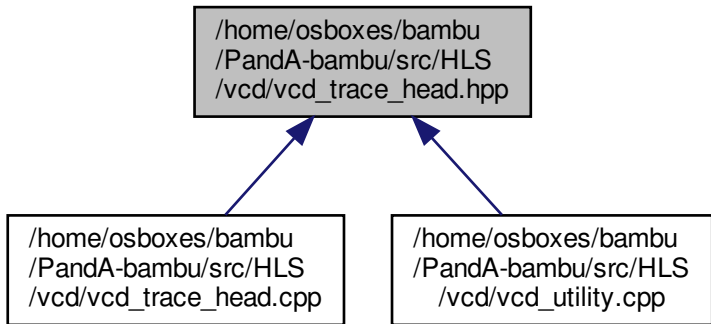 /home/osboxes/bambu
/PandA-bambu/src/HLS
/vcd/vcd_trace_head.hpp
/home/osboxes/bambu
/PandA-bambu/src/HLS
/vcd/vcd_trace_head.cpp
/home/osboxes/bambu
/PandA-bambu/src/HLS
/vcd/vcd_utility.cpp